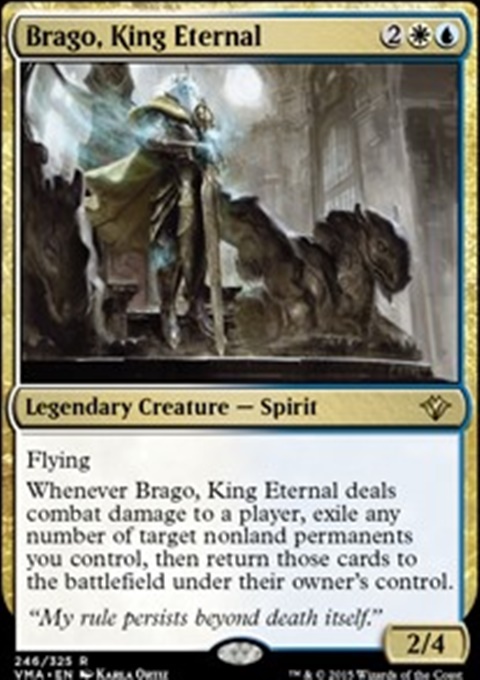 Brago, King Eternal 2
Legendary Creature — Spirit
Flying
Whenever Brago, King Eternal deals
combat damage to a player, exile any
number of target nonland permanents
you control, then return those cards to
the battlefield under their owner's control.
“My rule persists beyond death itself.”
2/4
246/325 R
VMA • EN Karla Ortiz ™ & © 2015 Wizards of the Coast